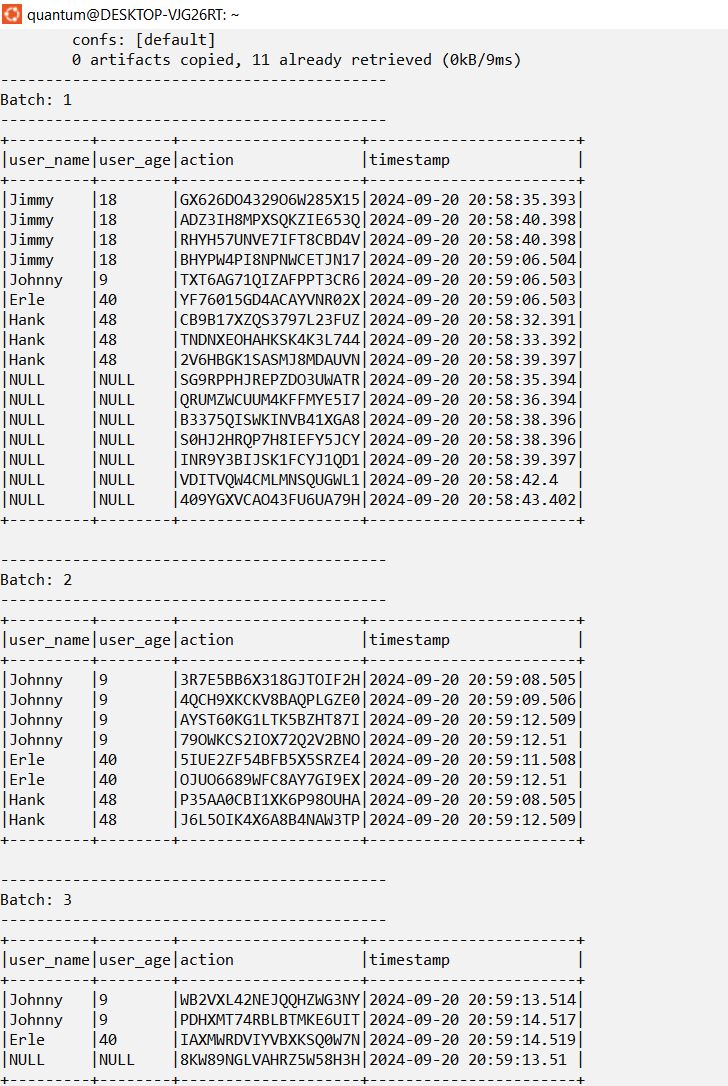 quantum@DESKTOP-VJG26RT: ~
        confs: [default]
        0 artifacts copied, 11 already retrieved (0kB/9ms)
-------------------------------------------
Batch: 1
-------------------------------------------
+---------+--------+--------------------+-----------------------+
|user_name|user_age|action              |timestamp              |
+---------+--------+--------------------+-----------------------+
|Jimmy    |18      |GX626DO4329O6W285X15|2024-09-20 20:58:35.393|
|Jimmy    |18      |ADZ3IH8MPXSQKZIE653Q|2024-09-20 20:58:40.398|
|Jimmy    |18      |RHYH57UNVE7IFT8CBD4V|2024-09-20 20:58:40.398|
|Jimmy    |18      |BHYPW4PI8NPNWCETJN17|2024-09-20 20:59:06.504|
|Johnny   |9       |TXT6AG71QIZAFPPT3CR6|2024-09-20 20:59:06.503|
|Erle     |40      |YF76015GD4ACAYVNR02X|2024-09-20 20:59:06.503|
|Hank     |48      |CB9B17XZQS3797L23FUZ|2024-09-20 20:58:32.391|
|Hank     |48      |TNDNXEOHAHKSK4K3L744|2024-09-20 20:58:33.392|
|Hank     |48      |2V6HBGK1SASMJ8MDAUVN|2024-09-20 20:58:39.397|
|NULL     |NULL    |SG9RPPHJREPZDO3UWATR|2024-09-20 20:58:35.394|
|NULL     |NULL    |QRUMZWCUUM4KFFMYE5I7|2024-09-20 20:58:36.394|
|NULL     |NULL    |B3375QISWKINVB41XGA8|2024-09-20 20:58:38.396|
|NULL     |NULL    |S0HJ2HRQP7H8IEFY5JCY|2024-09-20 20:58:38.396|
|NULL     |NULL    |INR9Y3BIJSK1FCYJ1QD1|2024-09-20 20:58:39.397|
|NULL     |NULL    |VDITVQW4CMLMNSQUGWL1|2024-09-20 20:58:42.4  |
|NULL     |NULL    |409YGXVCAO43FU6UA79H|2024-09-20 20:58:43.402|
+---------+--------+--------------------+-----------------------+
-------------------------------------------
Batch: 2
-------------------------------------------
+---------+--------+--------------------+-----------------------+
|user_name|user_age|action              |timestamp              |
+---------+--------+--------------------+-----------------------+
|Johnny   |9       |3R7E5BB6X318GJTOIF2H|2024-09-20 20:59:08.505|
|Johnny   |9       |4QCH9XKCKV8BAQPLGZE0|2024-09-20 20:59:09.506|
|Johnny   |9       |AYST60KG1LTK5BZHT87I|2024-09-20 20:59:12.509|
|Johnny   |9       |79OWKCS2IOX72Q2V2BNO|2024-09-20 20:59:12.51 |
|Erle     |40      |5IUE2ZF54BFB5X5SRZE4|2024-09-20 20:59:11.508|
|Erle     |40      |OJUO6689WFC8AY7GI9EX|2024-09-20 20:59:12.51 |
|Hank     |48      |P35AA0CBI1XK6P98OUHA|2024-09-20 20:59:08.505|
|Hank     |48      |J6L5OIK4X6A8B4NAW3TP|2024-09-20 20:59:12.509|
+---------+--------+--------------------+-----------------------+
-------------------------------------------
Batch: 3
-------------------------------------------
+---------+--------+--------------------+-----------------------+
|user_name|user_age|action              |timestamp              |
+---------+--------+--------------------+-----------------------+
|Johnny   |9       |WB2VXL42NEJQQHZWG3NY|2024-09-20 20:59:13.514|
|Johnny   |9       |PDHXMT74RBLBTMKE6UIT|2024-09-20 20:59:14.517|
|Erle     |40      |IAXMWRDVIYVBXKSQ0W7N|2024-09-20 20:59:14.519|
|NULL     |NULL    |8KW89NGLVAHRZ5W58H3H|2024-09-20 20:59:13.51 |
+---------+--------+--------------------+-----------------------+